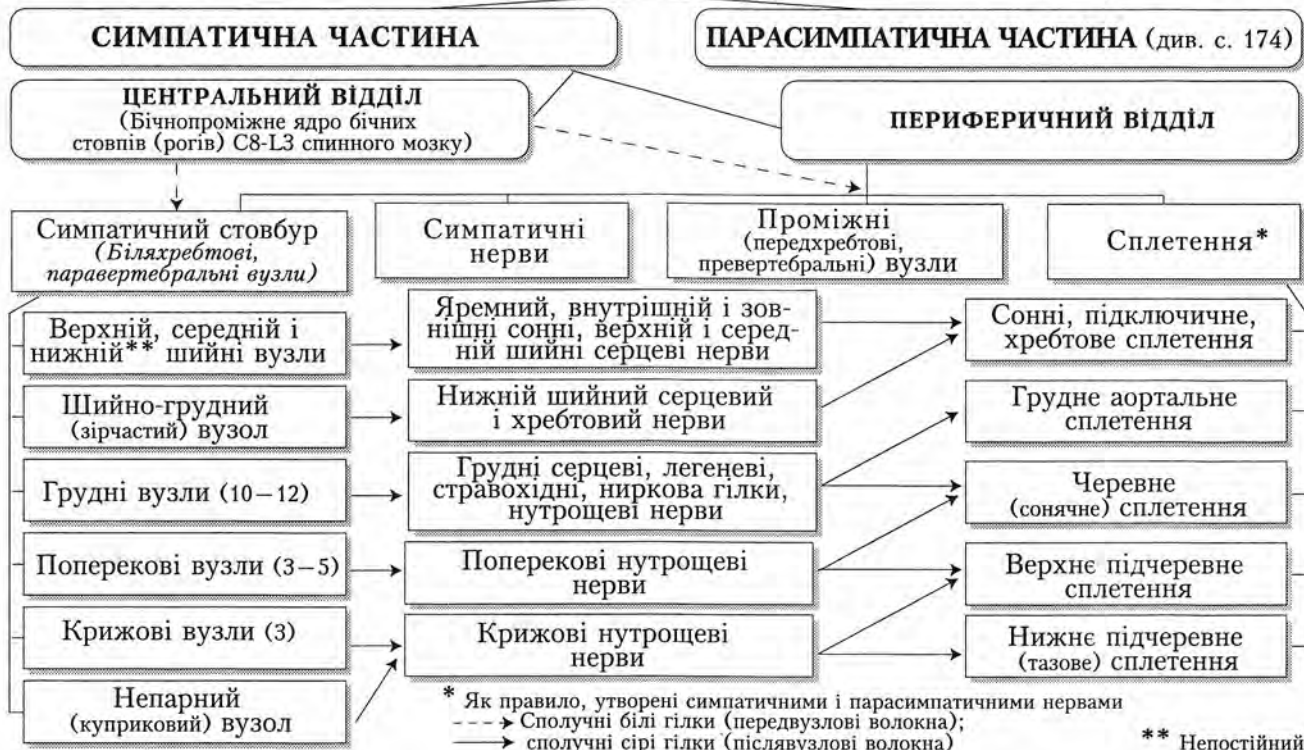 СИМПАТИЧНА ЧАСТИНА
ПАРАСИМПАТИЧНА ЧАСТИНА (див. с. 174)
ЦЕНТРАЛЬНИЙ ВІДДІЛ
(Бічнопроміжне ядро бічних
стовпів (рогів) C8-L3 спинного мозку)
ПЕРИФЕРИЧНИЙ ВІДДІЛ
Симпатичний стовбур
(Біляхребтові,
паравертебральні вузли)
Симпатичні
нерви
Проміжні
(передхребтові,
превертебральні) вузли
Сплетення*
Верхній, середній і
нижній** шийні вузли
Яремний, внутрішній і зов-
нішні сонні, верхній і серед-
ній шийні серцеві нерви
Сонні, підключичне,
хребтове сплетення
Шийно-грудний
(зірчастий) вузол
Нижній шийний серцевий
і хребтовий нерви
Грудне аортальне
сплетення
Грудні вузли (10–12)
Грудні серцеві, легеневі,
стравохідні, ниркова гілки,
нутрощеві нерви
Черевне
(сонячне) сплетення
Поперекові вузли (3–5)
Поперекові нутрощеві
нерви
Верхнє підчеревне
сплетення
Крижові вузли (3)
Крижові нутрощеві
нерви
Нижнє підчеревне
(тазове) сплетення
Непарний
(куприковий) вузол
* Як правило, утворені симпатичними і парасимпатичними нервами
Сполучні білі гілки (передвузлові волокна);
сполучні сірі гілки (післявузлові волокна)
** Непостійний